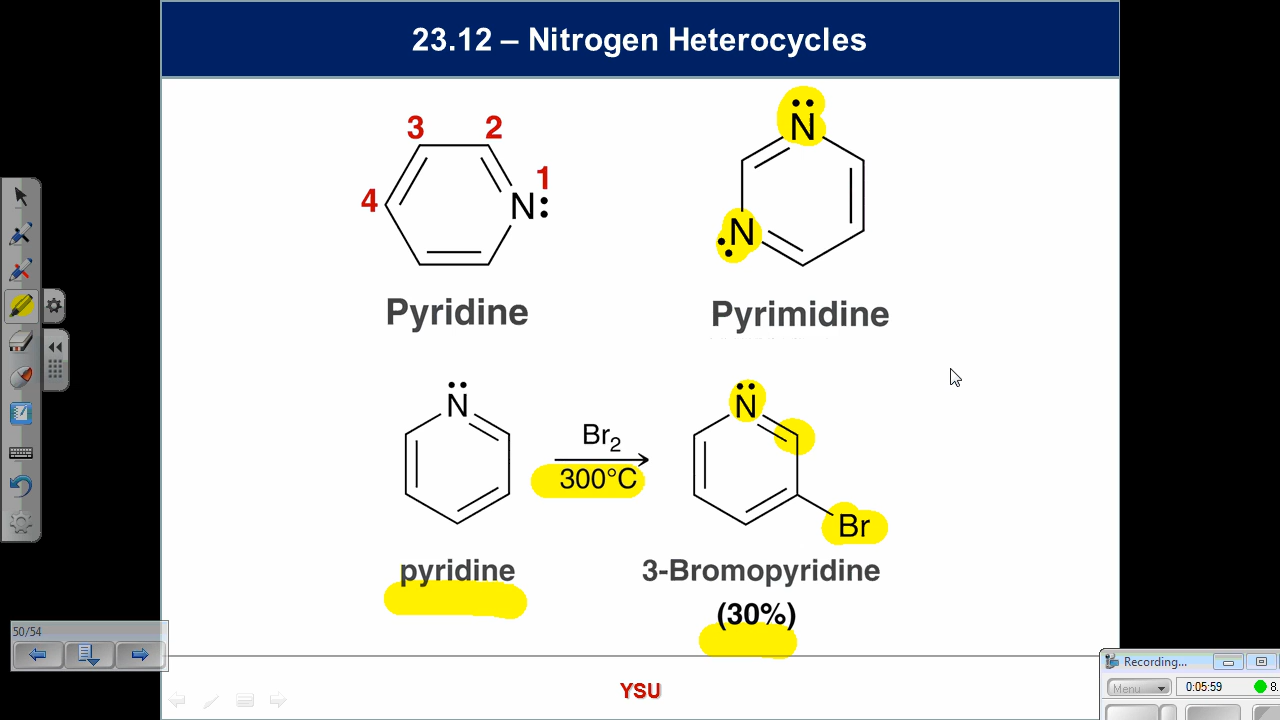 23.12 – Nitrogen Heterocycles
3
2
1
4
N:
N
N
Pyridine
Pyrimidine
N
Br2
300°C
N
Br
pyridine
3-Bromopyridine
(30%)
50/54
YSU
Recording...
Menu
0:05:59
8